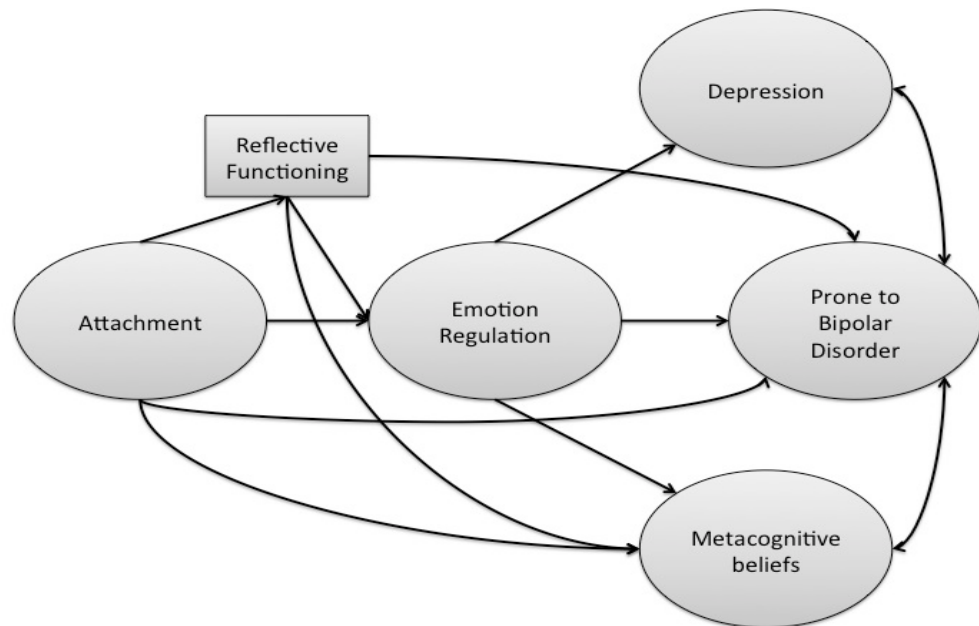 Depression
Reflective
Functioning
Attachment
Emotion
Regulation
Prone to
Bipolar
Disorder
Metacognitive
beliefs